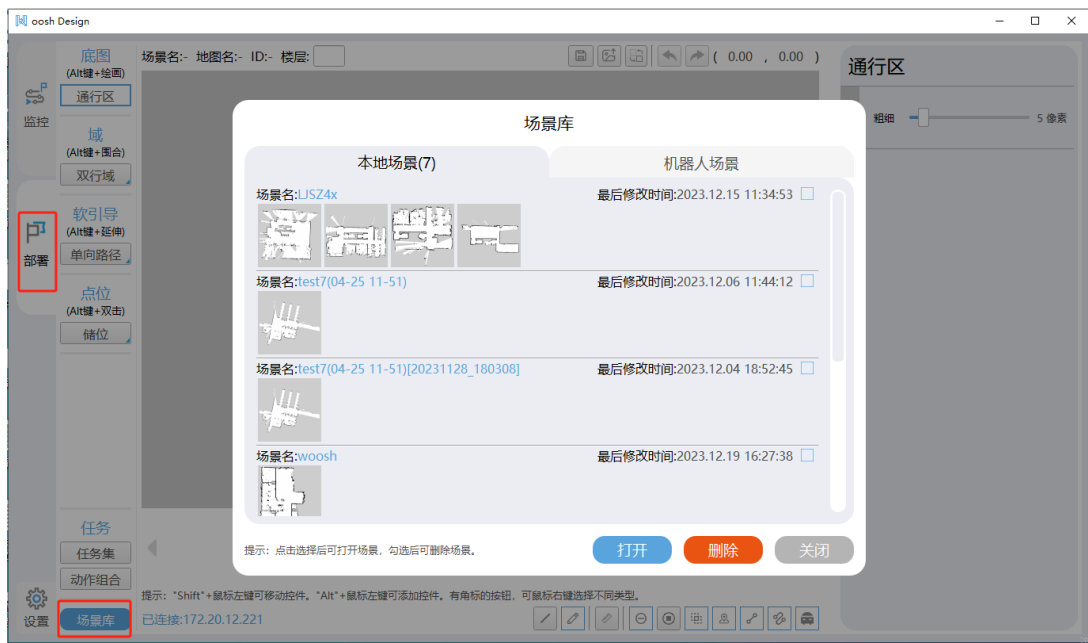 oosh Design
底图
(Alt键+绘画)
通行区
监控
域
(Alt键+围合)
双行域
软引导
(Alt键+延伸)
单向路径
部署
点位
(Alt键+双击)
储位
任务
任务集
动作组合
设置
场景库
场景名:- 地图名:- ID:- 楼层:
( 0.00 , 0.00 )
通行区
粗细
5 像素
场景库
本地场景(7)
机器人场景
场景名:LJSZ4x
最后修改时间:2023.12.15 11:34:53
场景名:test7(04-25 11-51)
最后修改时间:2023.12.06 11:44:12
场景名:test7(04-25 11-51)[20231128_180308]
最后修改时间:2023.12.04 18:52:45
场景名:woosh
最后修改时间:2023.12.19 16:27:38
提示: 点击选择后可打开场景, 勾选后可删除场景。
打开
删除
关闭
提示: "Shift"+鼠标左键可移动控件。"Alt"+鼠标左键可添加控件。有角标的按钮, 可鼠标右键选择不同类型。
已连接:172.20.12.221